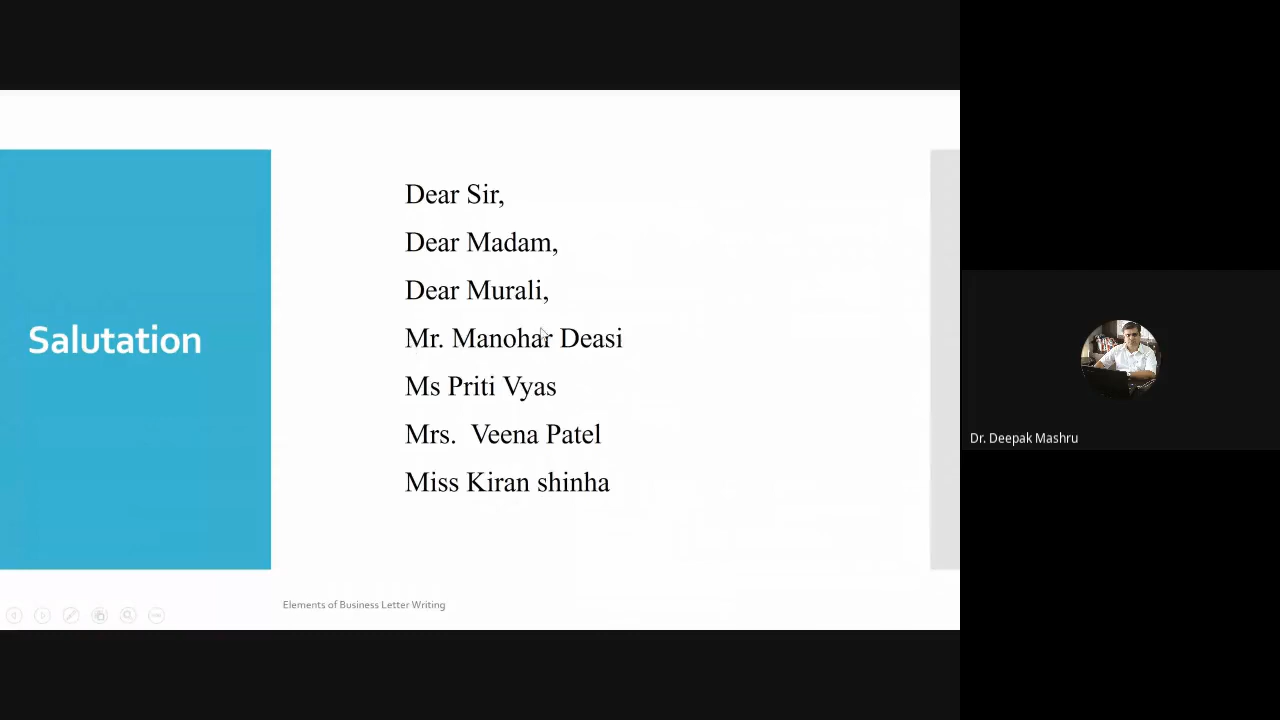 Salutation
Dear Sir,
Dear Madam,
Dear Murali,
Mr. Manohar Deasi
Ms Priti Vyas
Mrs.  Veena Patel
Miss Kiran shinha
Elements of Business Letter Writing
Dr. Deepak Mashru